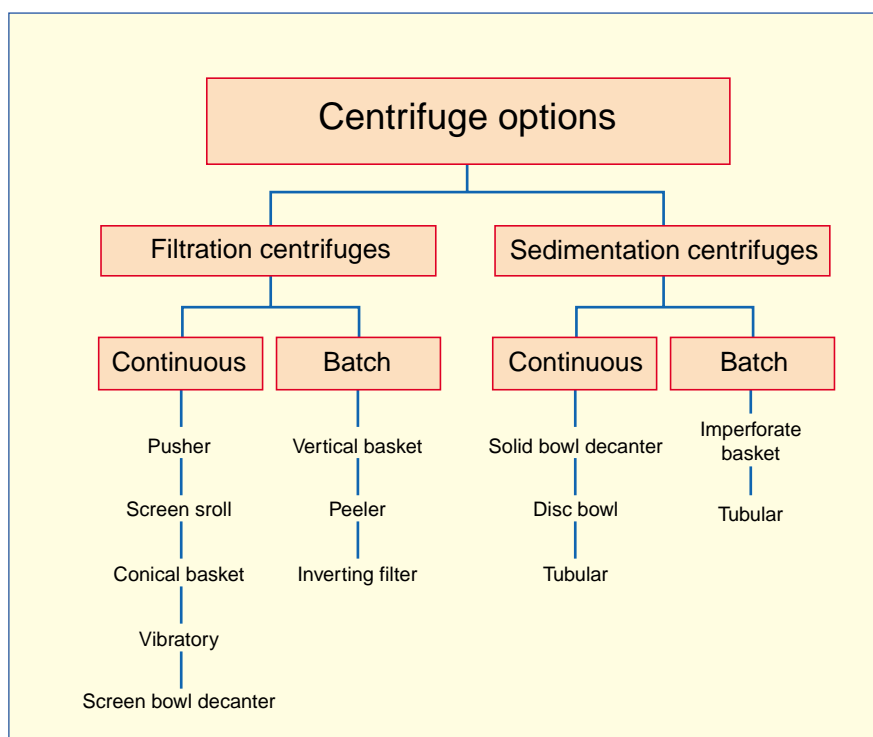 Centrifuge options
Filtration centrifuges
Sedimentation centrifuges
Continuous
Batch
Continuous
Batch
Pusher
Screen sroll
Conical basket
Vibratory
Screen bowl decanter
Vertical basket
Peeler
Inverting filter
Solid bowl decanter
Disc bowl
Tubular
Imperforate
basket
Tubular